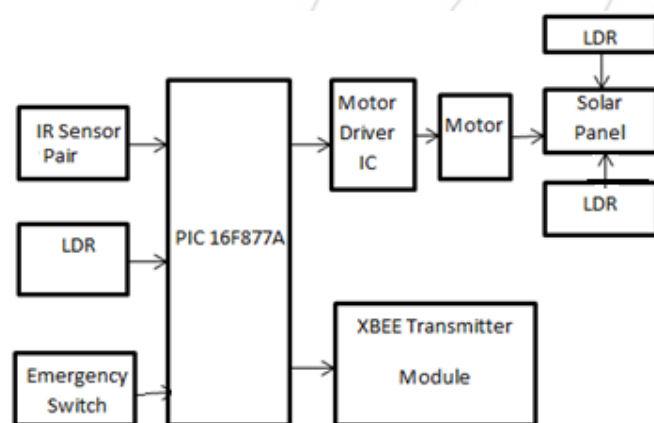 LDR
IR Sensor
Pair
Motor
Driver
IC
Motor
Solar
Panel
LDR
LDR
PIC 16F877A
Emergency
Switch
XBEE Transmitter
Module